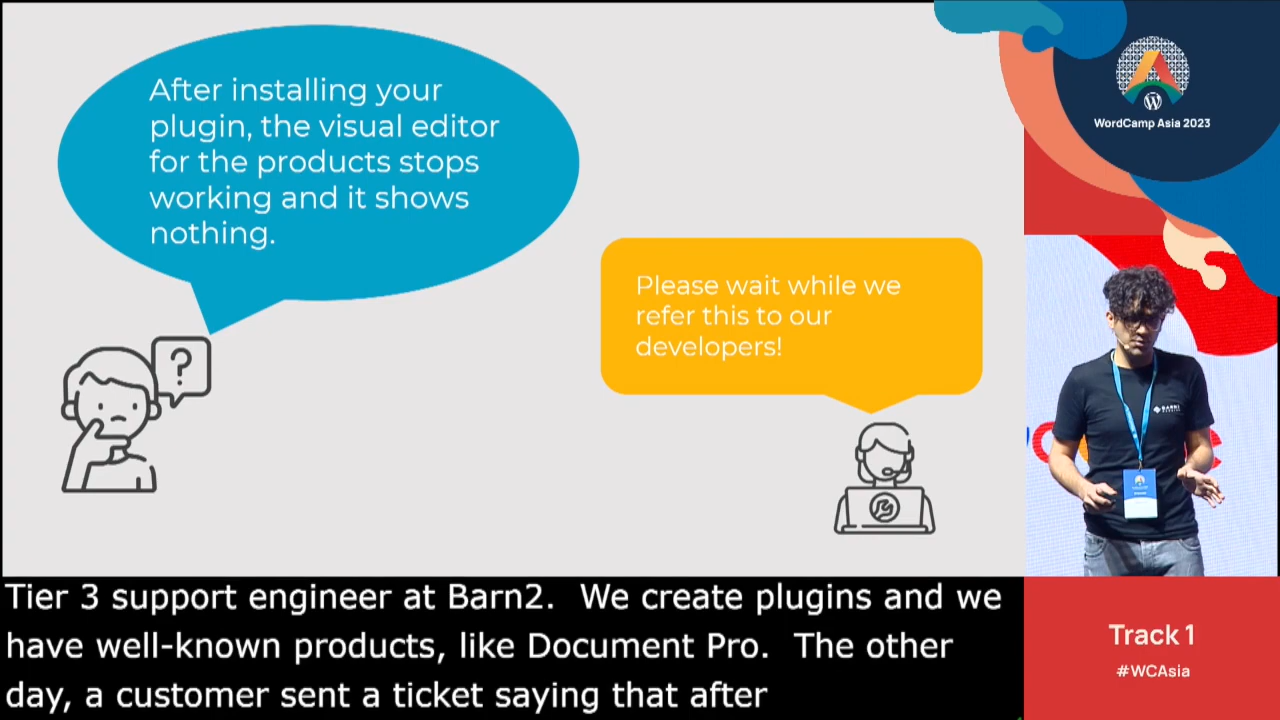 After installing your
plugin, the visual editor
for the products stops
working and it shows
nothing.
?
Please wait while we
refer this to our
developers!
WordCamp Asia 2023
BARN2
Track 1
#WCAsia
Tier 3 support engineer at Barn2.  We create plugins and we
have well-known products, like Document Pro.  The other
day, a customer sent a ticket saying that after